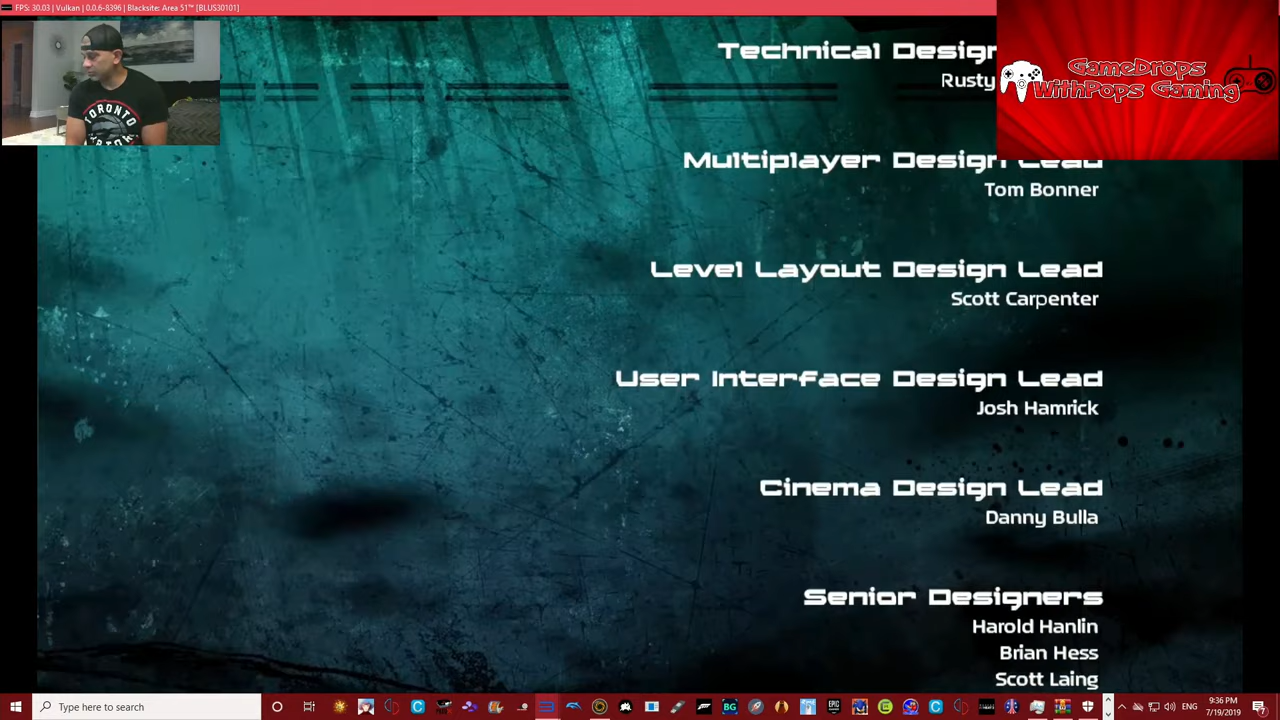 FPS: 30.03 | Vulkan | 0.0.6-8396 | Blacksite: Area 51™ [BLUS30101]
GameDrops
WithPops Gaming
TORONTO
Technical Design
Rusty
Multiplayer Design Lead
Tom Bonner
Level Layout Design Lead
Scott Carpenter
User Interface Design Lead
Josh Hamrick
Cinema Design Lead
Danny Bulla
Senior Designers
Harold Hanlin
Brian Hess
Scott Laing
Type here to search
BG
EPIC
ENG
9:36 PM
7/19/2019